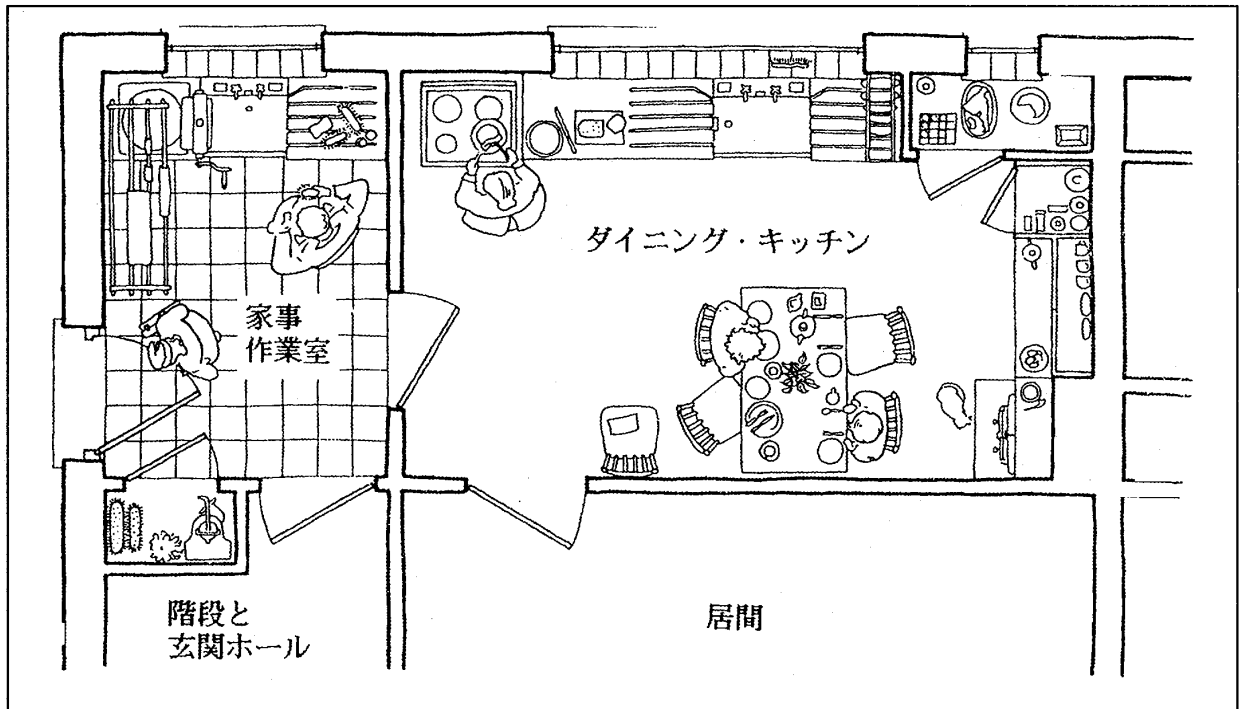 ダイニング・キッチン
家事
作業室
階段と
玄関ホール
居間